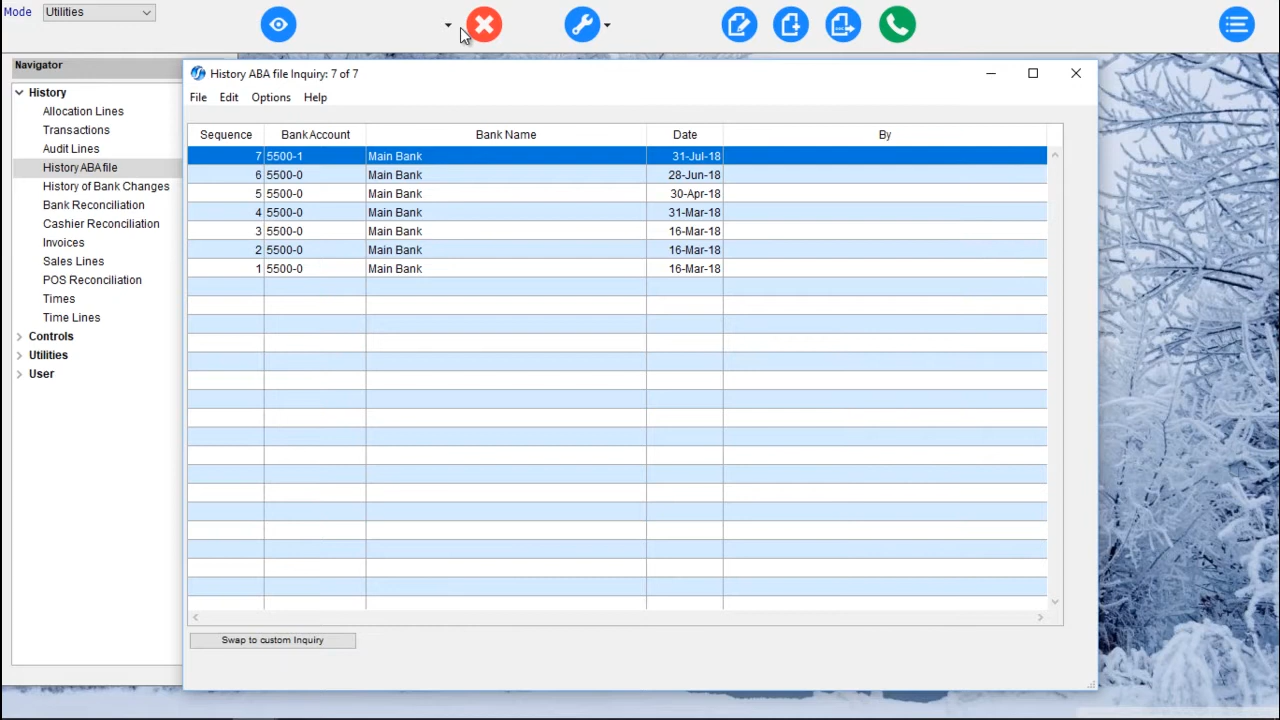 Mode Utilities
Navigator
History
Allocation Lines
Transactions
Audit Lines
History ABA file
History of Bank Changes
Bank Reconciliation
Cashier Reconciliation
Invoices
Sales Lines
POS Reconciliation
Times
Time Lines
Controls
Utilities
User
History ABA file Inquiry: 7 of 7
File Edit Options Help
Sequence Bank Account Bank Name Date By
7 5500-1 Main Bank 31-Jul-18
6 5500-0 Main Bank 28-Jun-18
5 5500-0 Main Bank 30-Apr-18
4 5500-0 Main Bank 31-Mar-18
3 5500-0 Main Bank 16-Mar-18
2 5500-0 Main Bank 16-Mar-18
1 5500-0 Main Bank 16-Mar-18
Swap to custom Inquiry